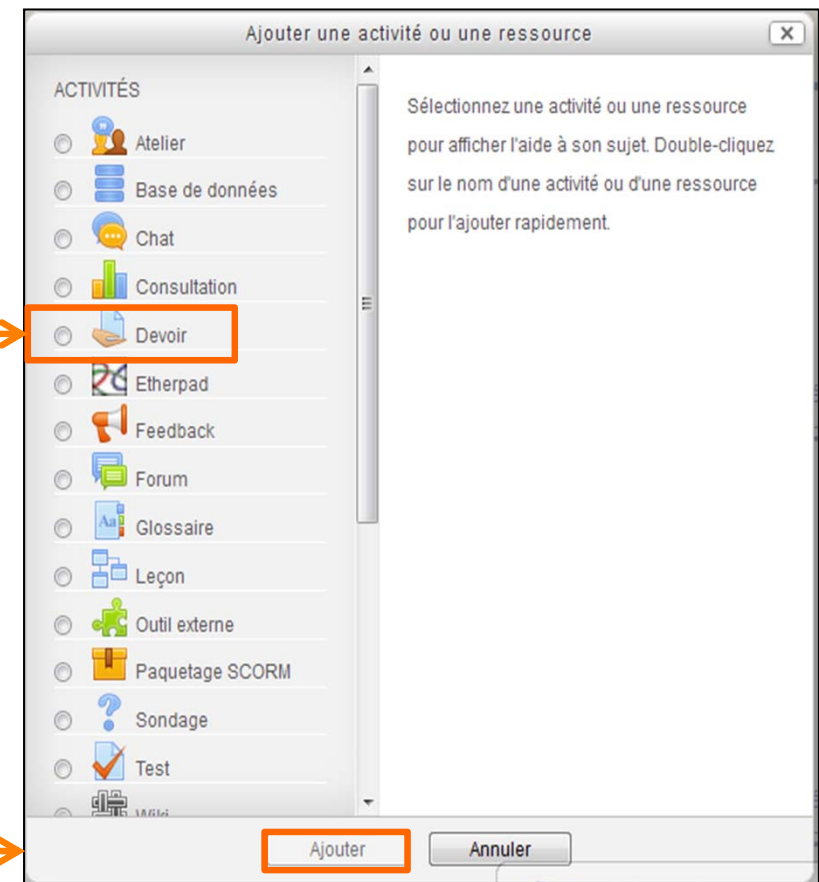 Ajouter une activité ou une ressource
ACTIVITÉS
Atelier
Base de données
Chat
Consultation
Devoir
Etherpad
Feedback
Forum
Glossaire
Leçon
Outil externe
Paquetage SCORM
Sondage
Test
Wiki
Sélectionnez une activité ou une ressource
pour afficher l'aide à son sujet. Double-cliquez
sur le nom d'une activité ou d'une ressource
pour l'ajouter rapidement.
Ajouter
Annuler